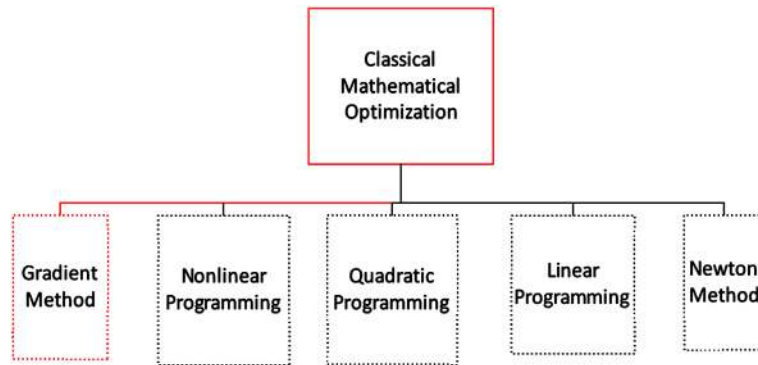 Classical
Mathematical
Optimization
Gradient
Method
Nonlinear
Programming
Quadratic
Programming
Linear
Programming
Newton
Method